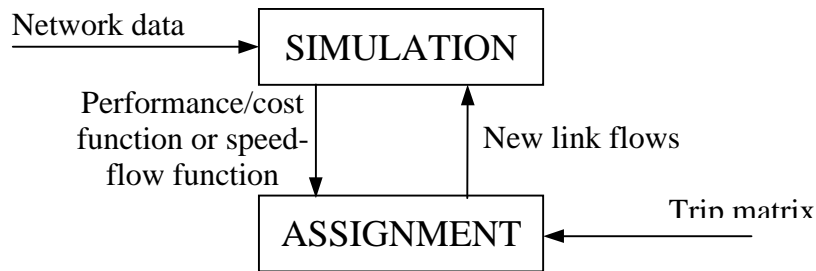 Network data
SIMULATION
Performance/cost
function or speed-
flow function
New link flows
Trip matrix
ASSIGNMENT